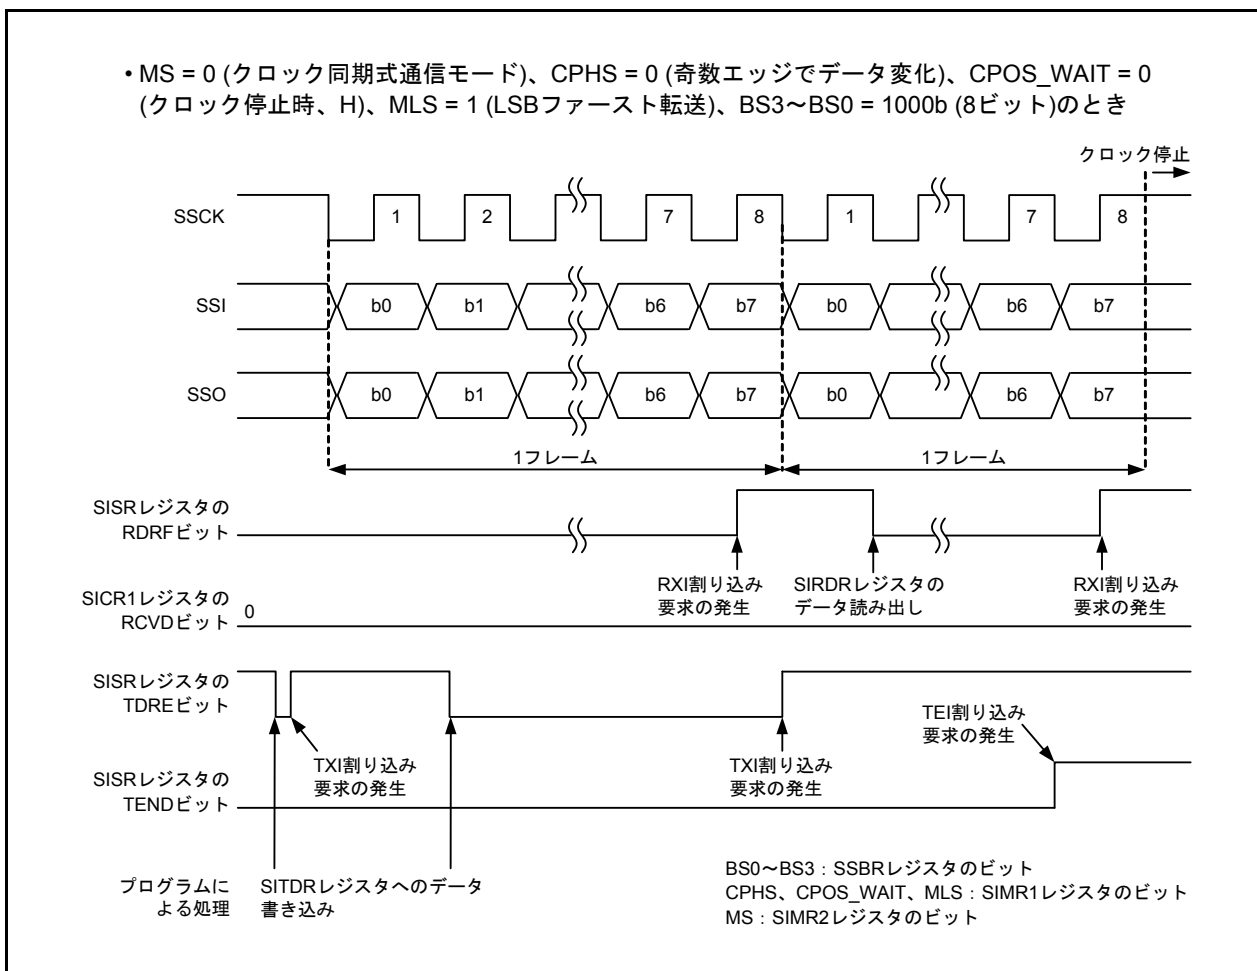 • MS = 0 (クロック同期式通信モード)、CPHS = 0 (奇数エッジでデータ変化)、CPOS_WAIT = 0
(クロック停止時、H)、MLS = 1 (LSBファースト転送)、BS3～BS0 = 1000b (8ビット)のとき
クロック停止
SSCK 1 2 7 8 1 7 8
SSI b0 b1 b6 b7 b0 b6 b7
SSO b0 b1 b6 b7 b0 b6 b7
1フレーム 1フレーム
SISRレジスタの
RDRFビット
RXI割り込み
要求の発生
SIRDRレジスタの
データ読み出し
RXI割り込み
要求の発生
SICR1レジスタの
RCVDビット
0
SISRレジスタの
TDREビット
TXI割り込み
要求の発生
TXI割り込み
要求の発生
TEI割り込み
要求の発生
SISRレジスタの
TENDビット
プログラムに
よる処理
SITDRレジスタへのデータ
書き込み
BS0～BS3：SSBRレジスタのビット
CPHS、CPOS_WAIT、MLS：SIMR1レジスタのビット
MS：SIMR2レジスタのビット